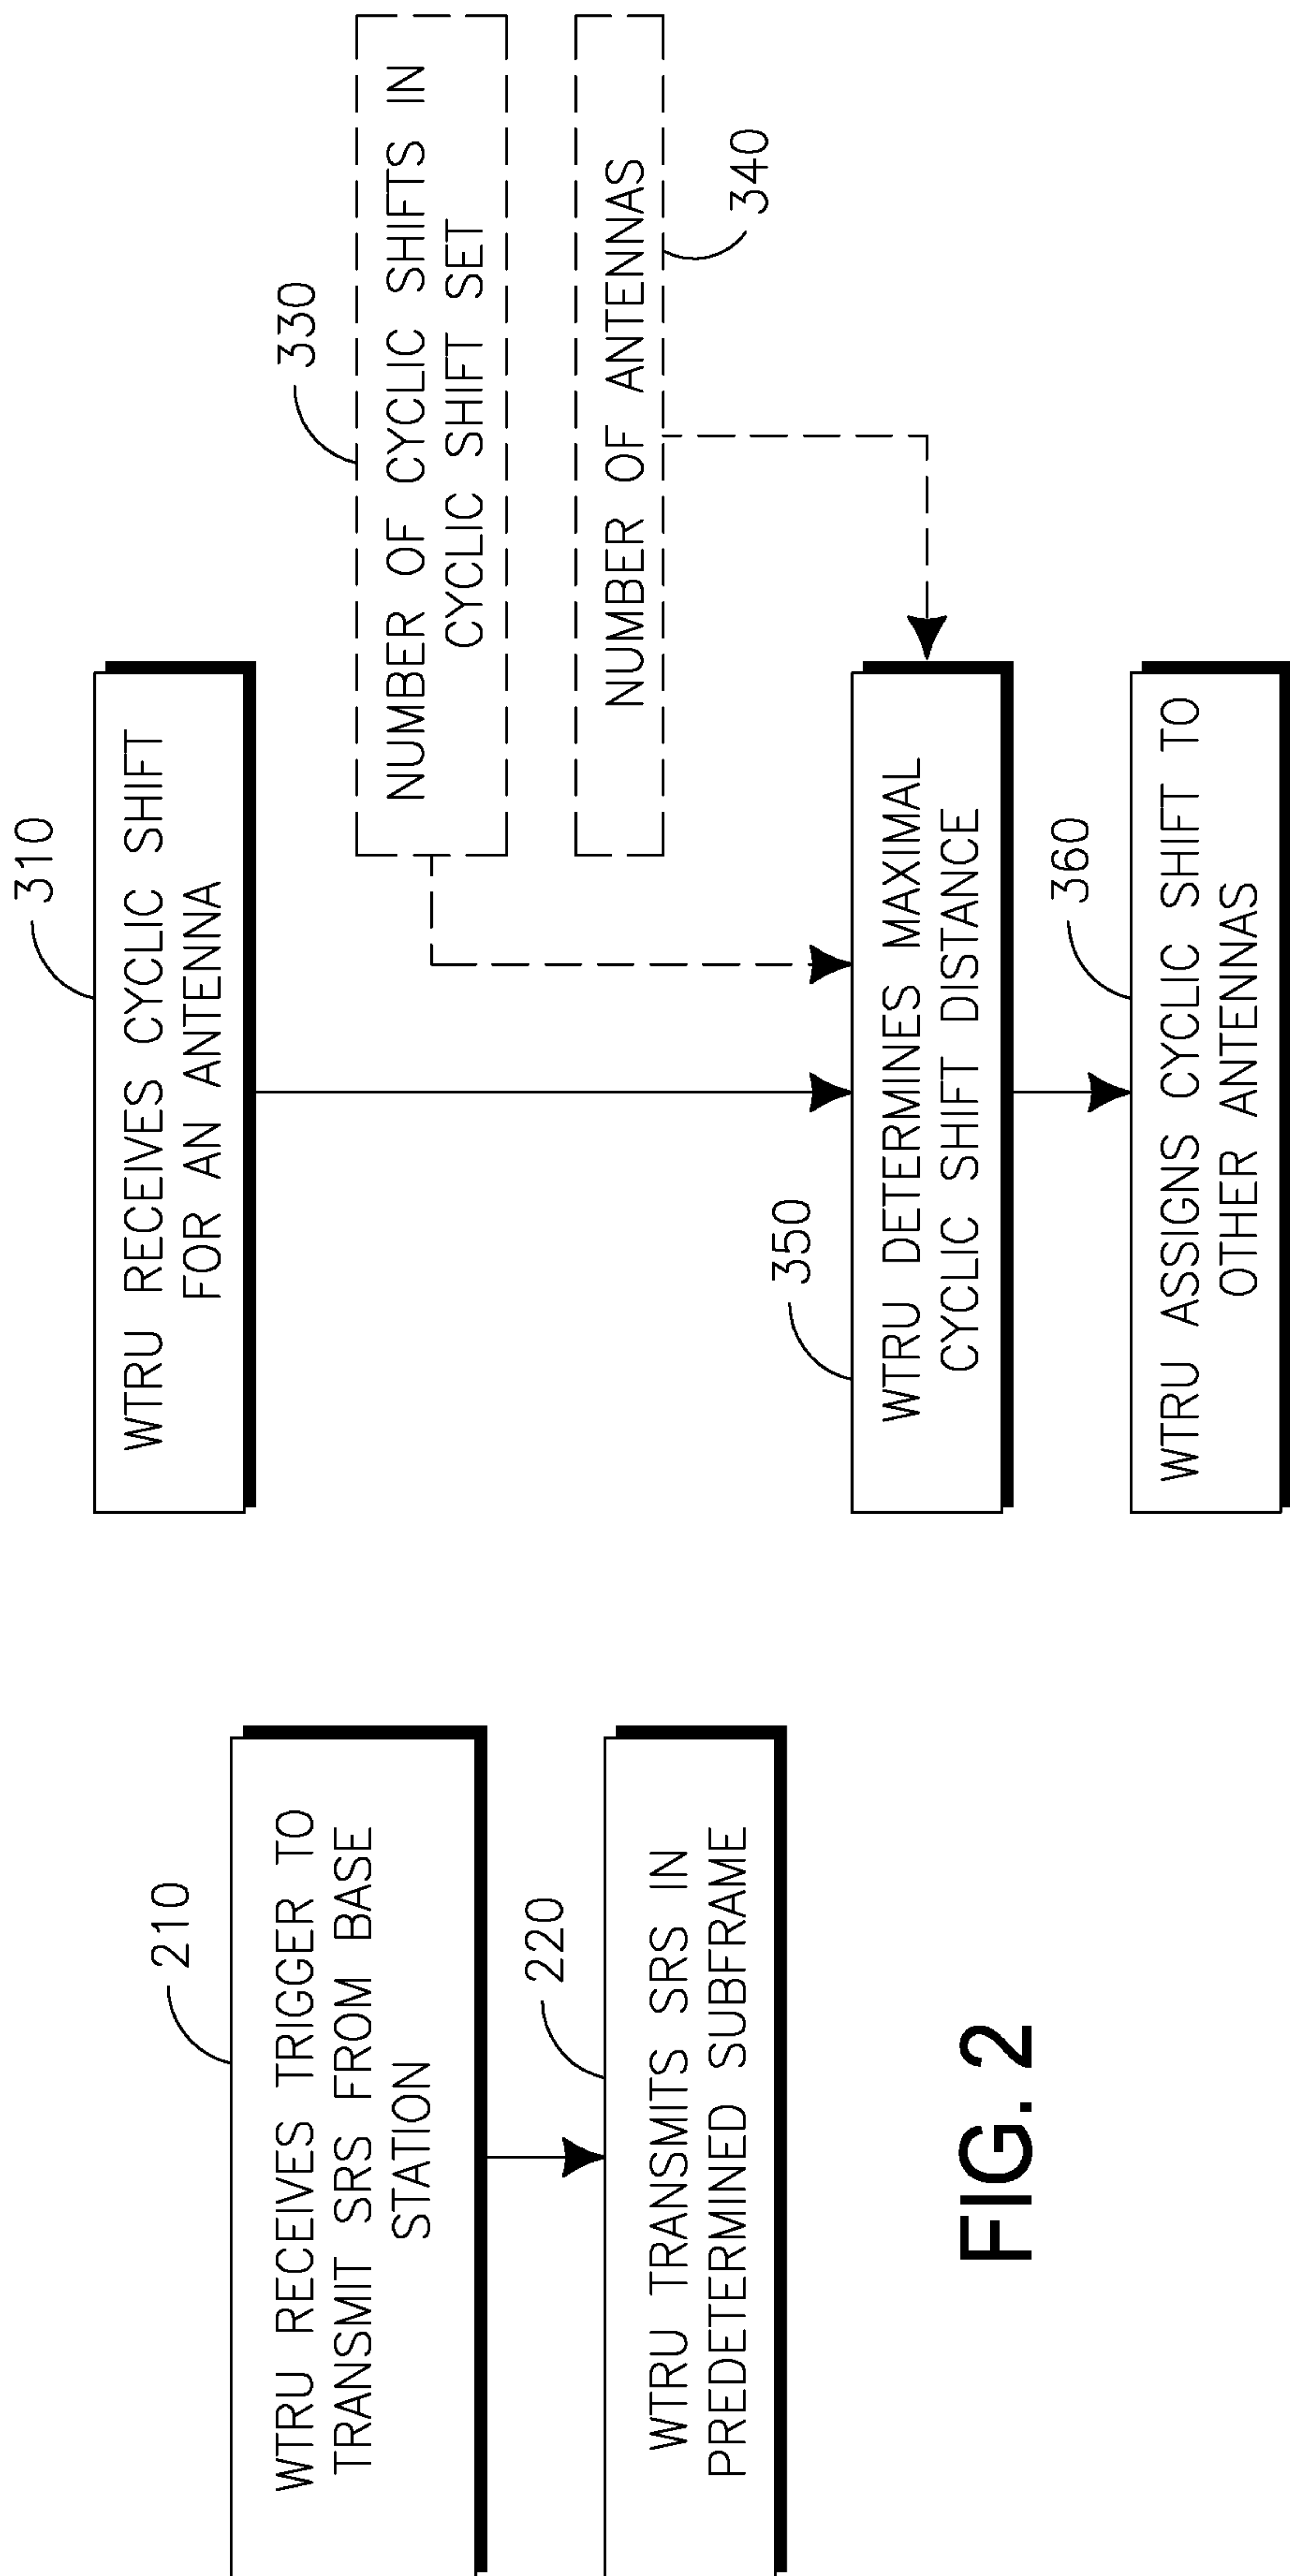 210
WTRU RECEIVES TRIGGER TO
TRANSMIT SRS FROM BASE
STATION
220
WTRU TRANSMITS SRS IN
PREDETERMINED SUBFRAME
FIG. 2
310
WTRU RECEIVES CYCLIC SHIFT
FOR AN ANTENNA
330
NUMBER OF CYCLIC SHIFTS IN
CYCLIC SHIFT SET
NUMBER OF ANTENNAS
340
350
WTRU DETERMINES MAXIMAL
CYCLIC SHIFT DISTANCE
360
WTRU ASSIGNS CYCLIC SHIFT TO
OTHER ANTENNAS